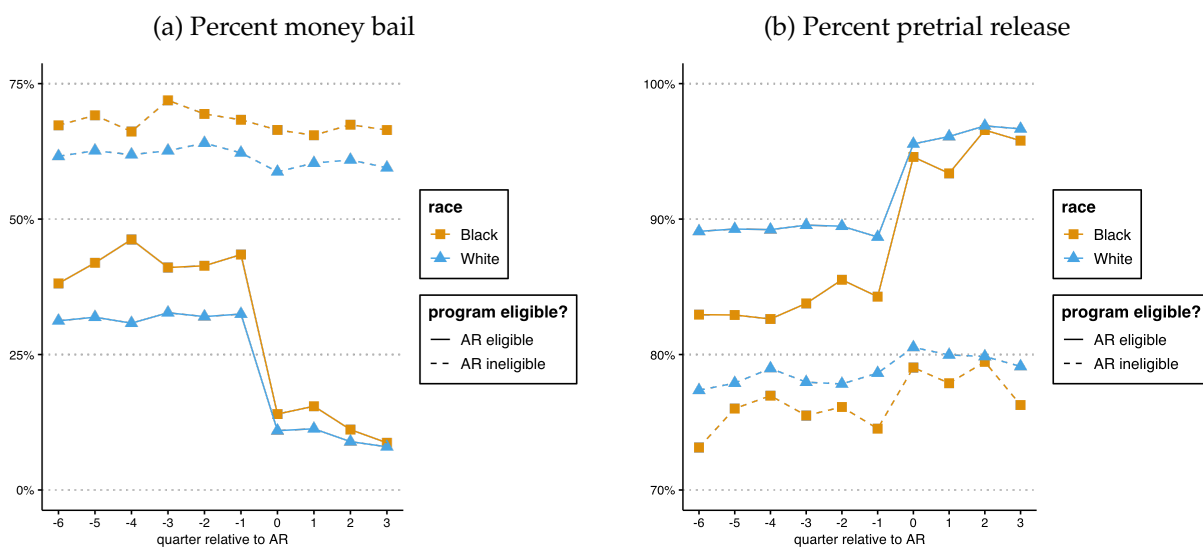 (a) Percent money bail
75%
50%
25%
0%
-6 -5 -4 -3 -2 -1 0 1 2 3
quarter relative to AR
race
Black
White
program eligible?
AR eligible
AR ineligible
(b) Percent pretrial release
100%
90%
80%
70%
-6 -5 -4 -3 -2 -1 0 1 2 3
quarter relative to AR
race
Black
White
program eligible?
AR eligible
AR ineligible